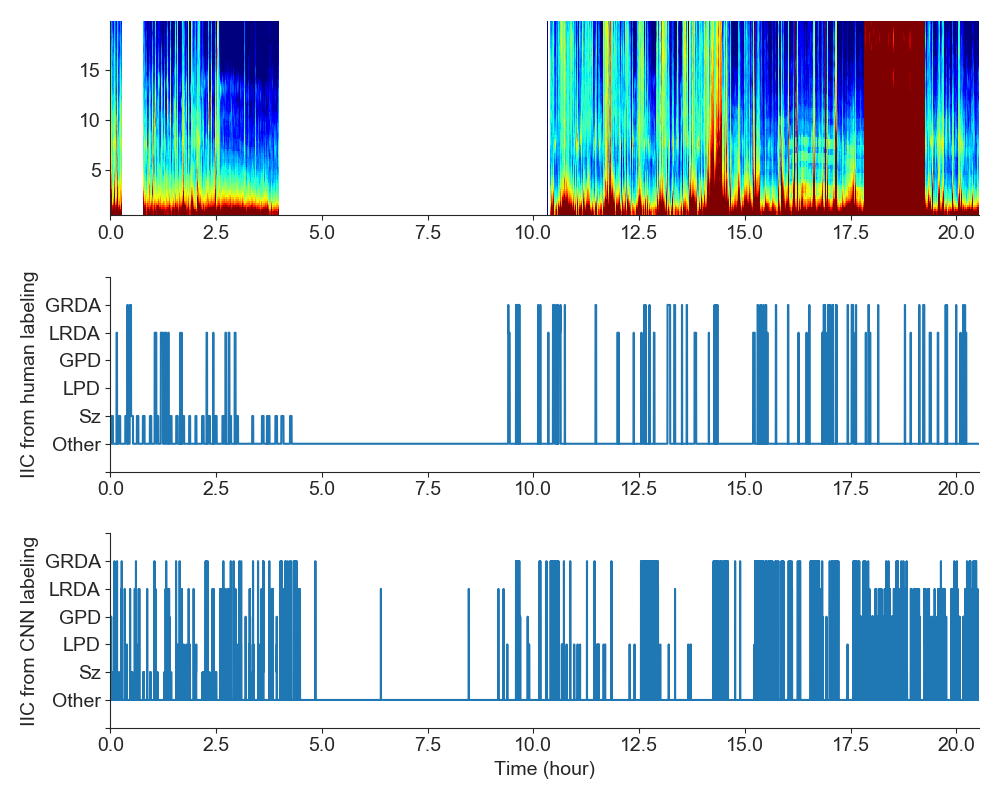 15
10
5
0.0 2.5 5.0 7.5 10.0 12.5 15.0 17.5 20.0
IIC from human labeling
GRDA
LRDA
GPD
LPD
Sz
Other
0.0 2.5 5.0 7.5 10.0 12.5 15.0 17.5 20.0
IIC from CNN labeling
GRDA
LRDA
GPD
LPD
Sz
Other
0.0 2.5 5.0 7.5 10.0 12.5 15.0 17.5 20.0
Time (hour)